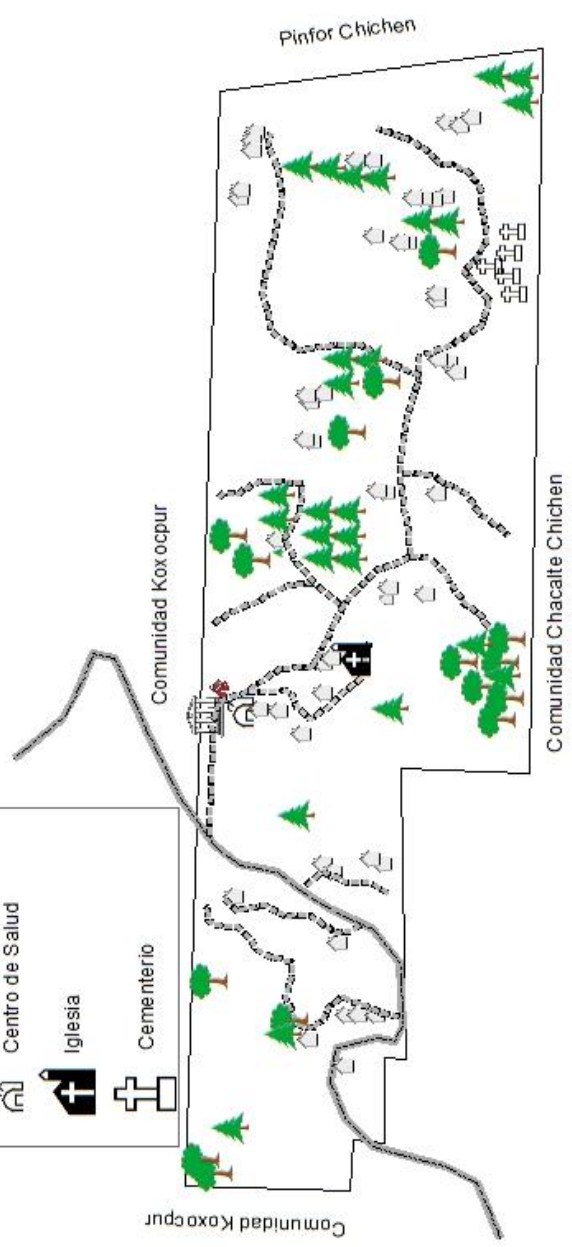 Pinfor Chichen
Comunidad Koxocpur
Comunidad Chacalte Chichen
Centro de Salud
Iglesia
Cementerio
Comunidad Koxocpur